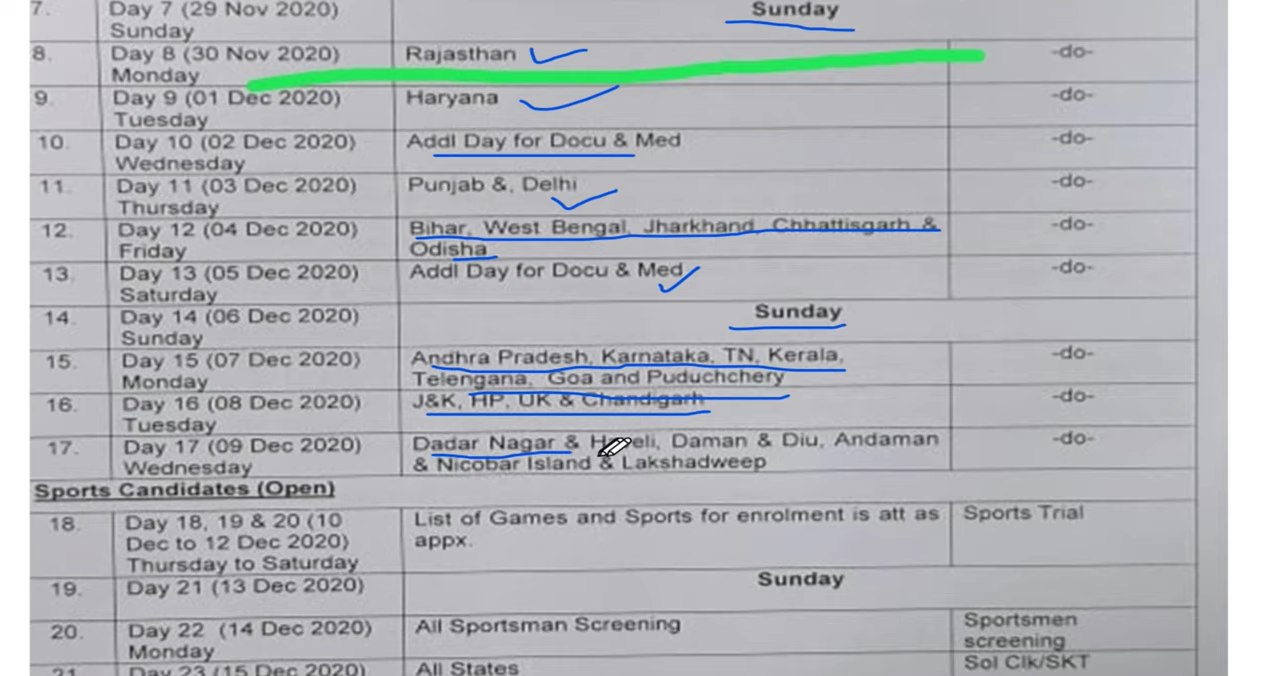 7. Day 7 (29 Nov 2020) Sunday
Sunday
8. Day 8 (30 Nov 2020) Rajasthan -do-
Monday
9. Day 9 (01 Dec 2020) Haryana -do-
Tuesday
10. Day 10 (02 Dec 2020) Addl Day for Docu & Med -do-
Wednesday
11. Day 11 (03 Dec 2020) Punjab &, Delhi -do-
Thursday
12. Day 12 (04 Dec 2020) Bihar, West Bengal, Jharkhand, Chhattisgarh & -do-
Friday Odisha
13. Day 13 (05 Dec 2020) Addl Day for Docu & Med -do-
Saturday
14. Day 14 (06 Dec 2020) Sunday
Sunday
15. Day 15 (07 Dec 2020) Andhra Pradesh, Karnataka, TN, Kerala, -do-
Monday Telengana, Goa and Puduchchery
16. Day 16 (08 Dec 2020) J&K, HP, UK & Chandigarh -do-
Tuesday
17. Day 17 (09 Dec 2020) Dadar Nagar & Daman & Diu, Andaman -do-
Wednesday & Nicobar Island & Lakshadweep
Sports Candidates (Open)
18. Day 18, 19 & 20 (10 List of Games and Sports for enrolment is att as Sports Trial
Dec to 12 Dec 2020) appx.
Thursday to Saturday
19. Day 21 (13 Dec 2020) Sunday
20. Day 22 (14 Dec 2020) All Sportsman Screening Sportsmen
Monday screening
21. Day 23 (15 Dec 2020) All States Sol Clk/SKT